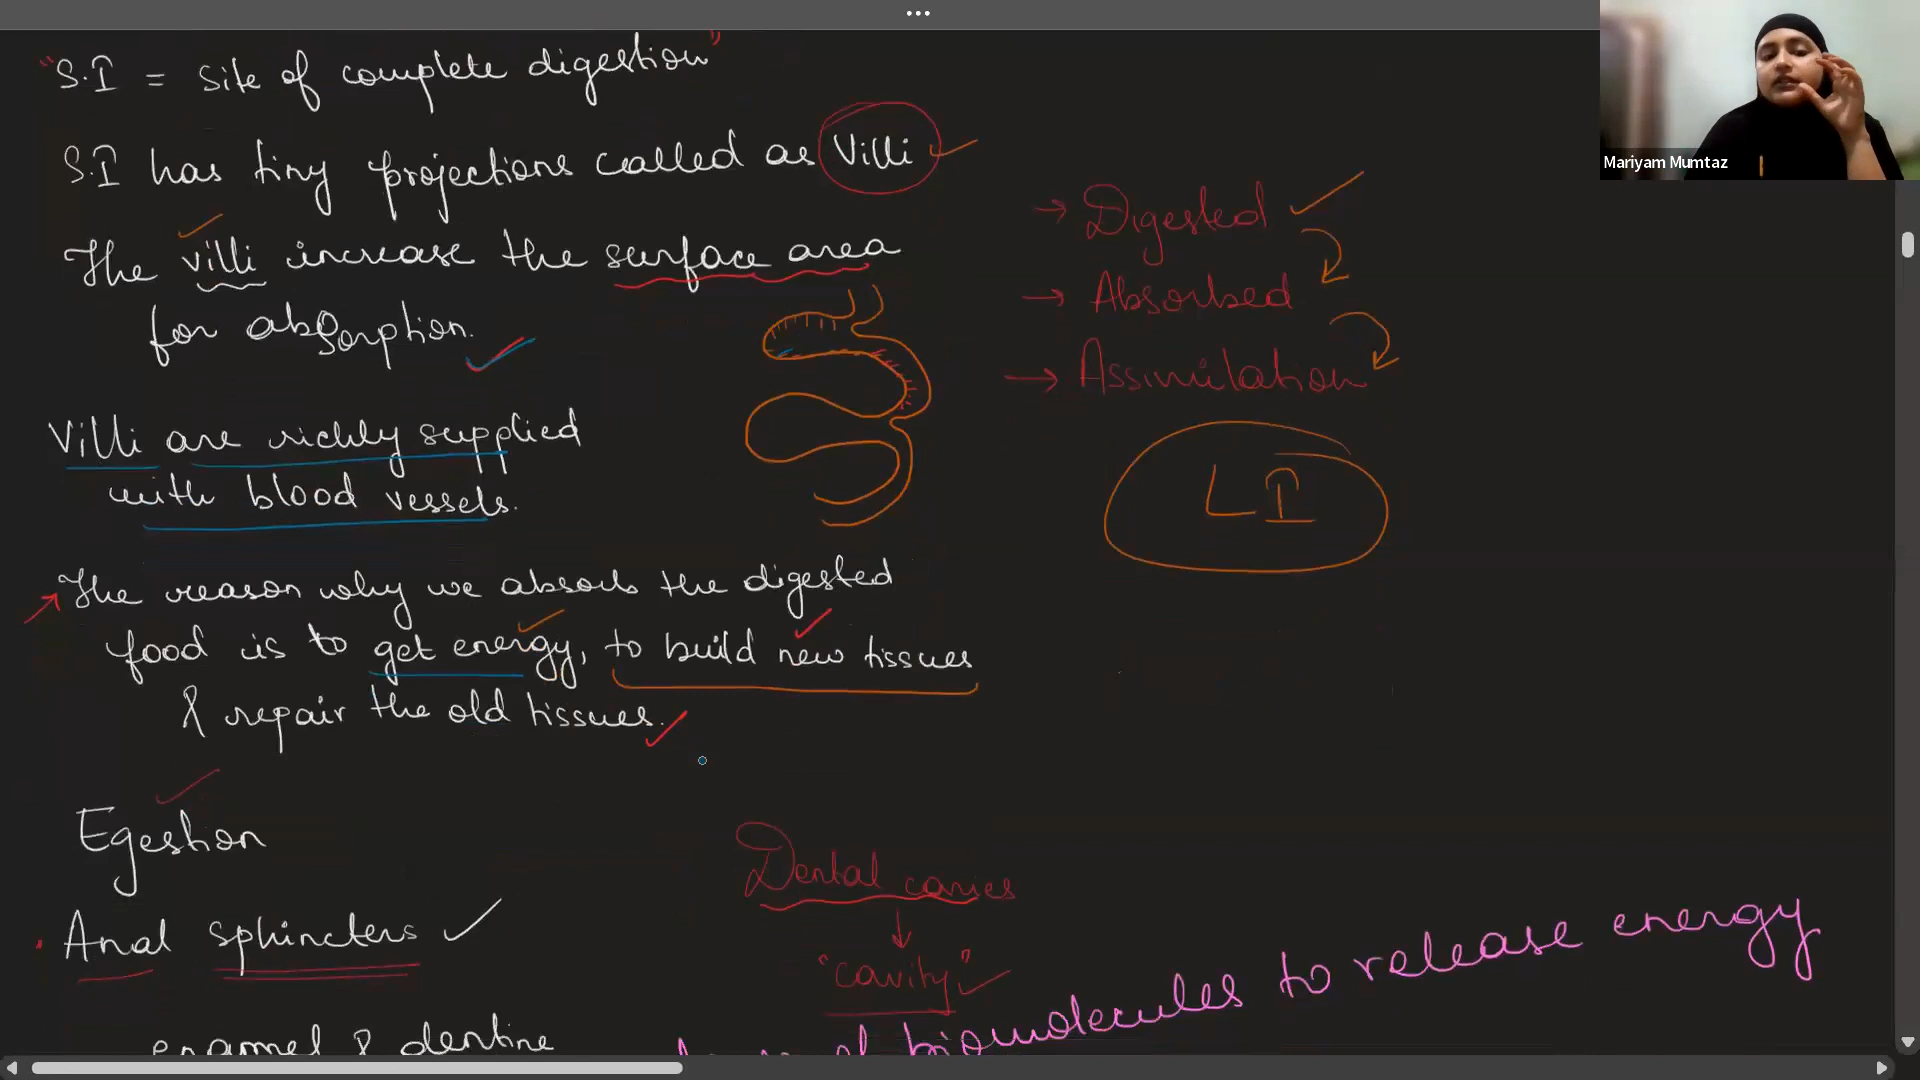 "S.I = Site of complete digestion"
S.I has tiny projections called as Villi
The villi increase the surface area
for absorption.
Villi are richly supplied
with blood vessels.
The reason why we absorb the digested
food is to get energy, to build new tissues
& repair the old tissues.
Egestion
Anal sphincters
enamel & dentine
→ Digested
→ Absorbed
→ Assimilation
LI
Dental caries
↓
"cavity"
of biomolecules to release energy
Mariyam Mumtaz